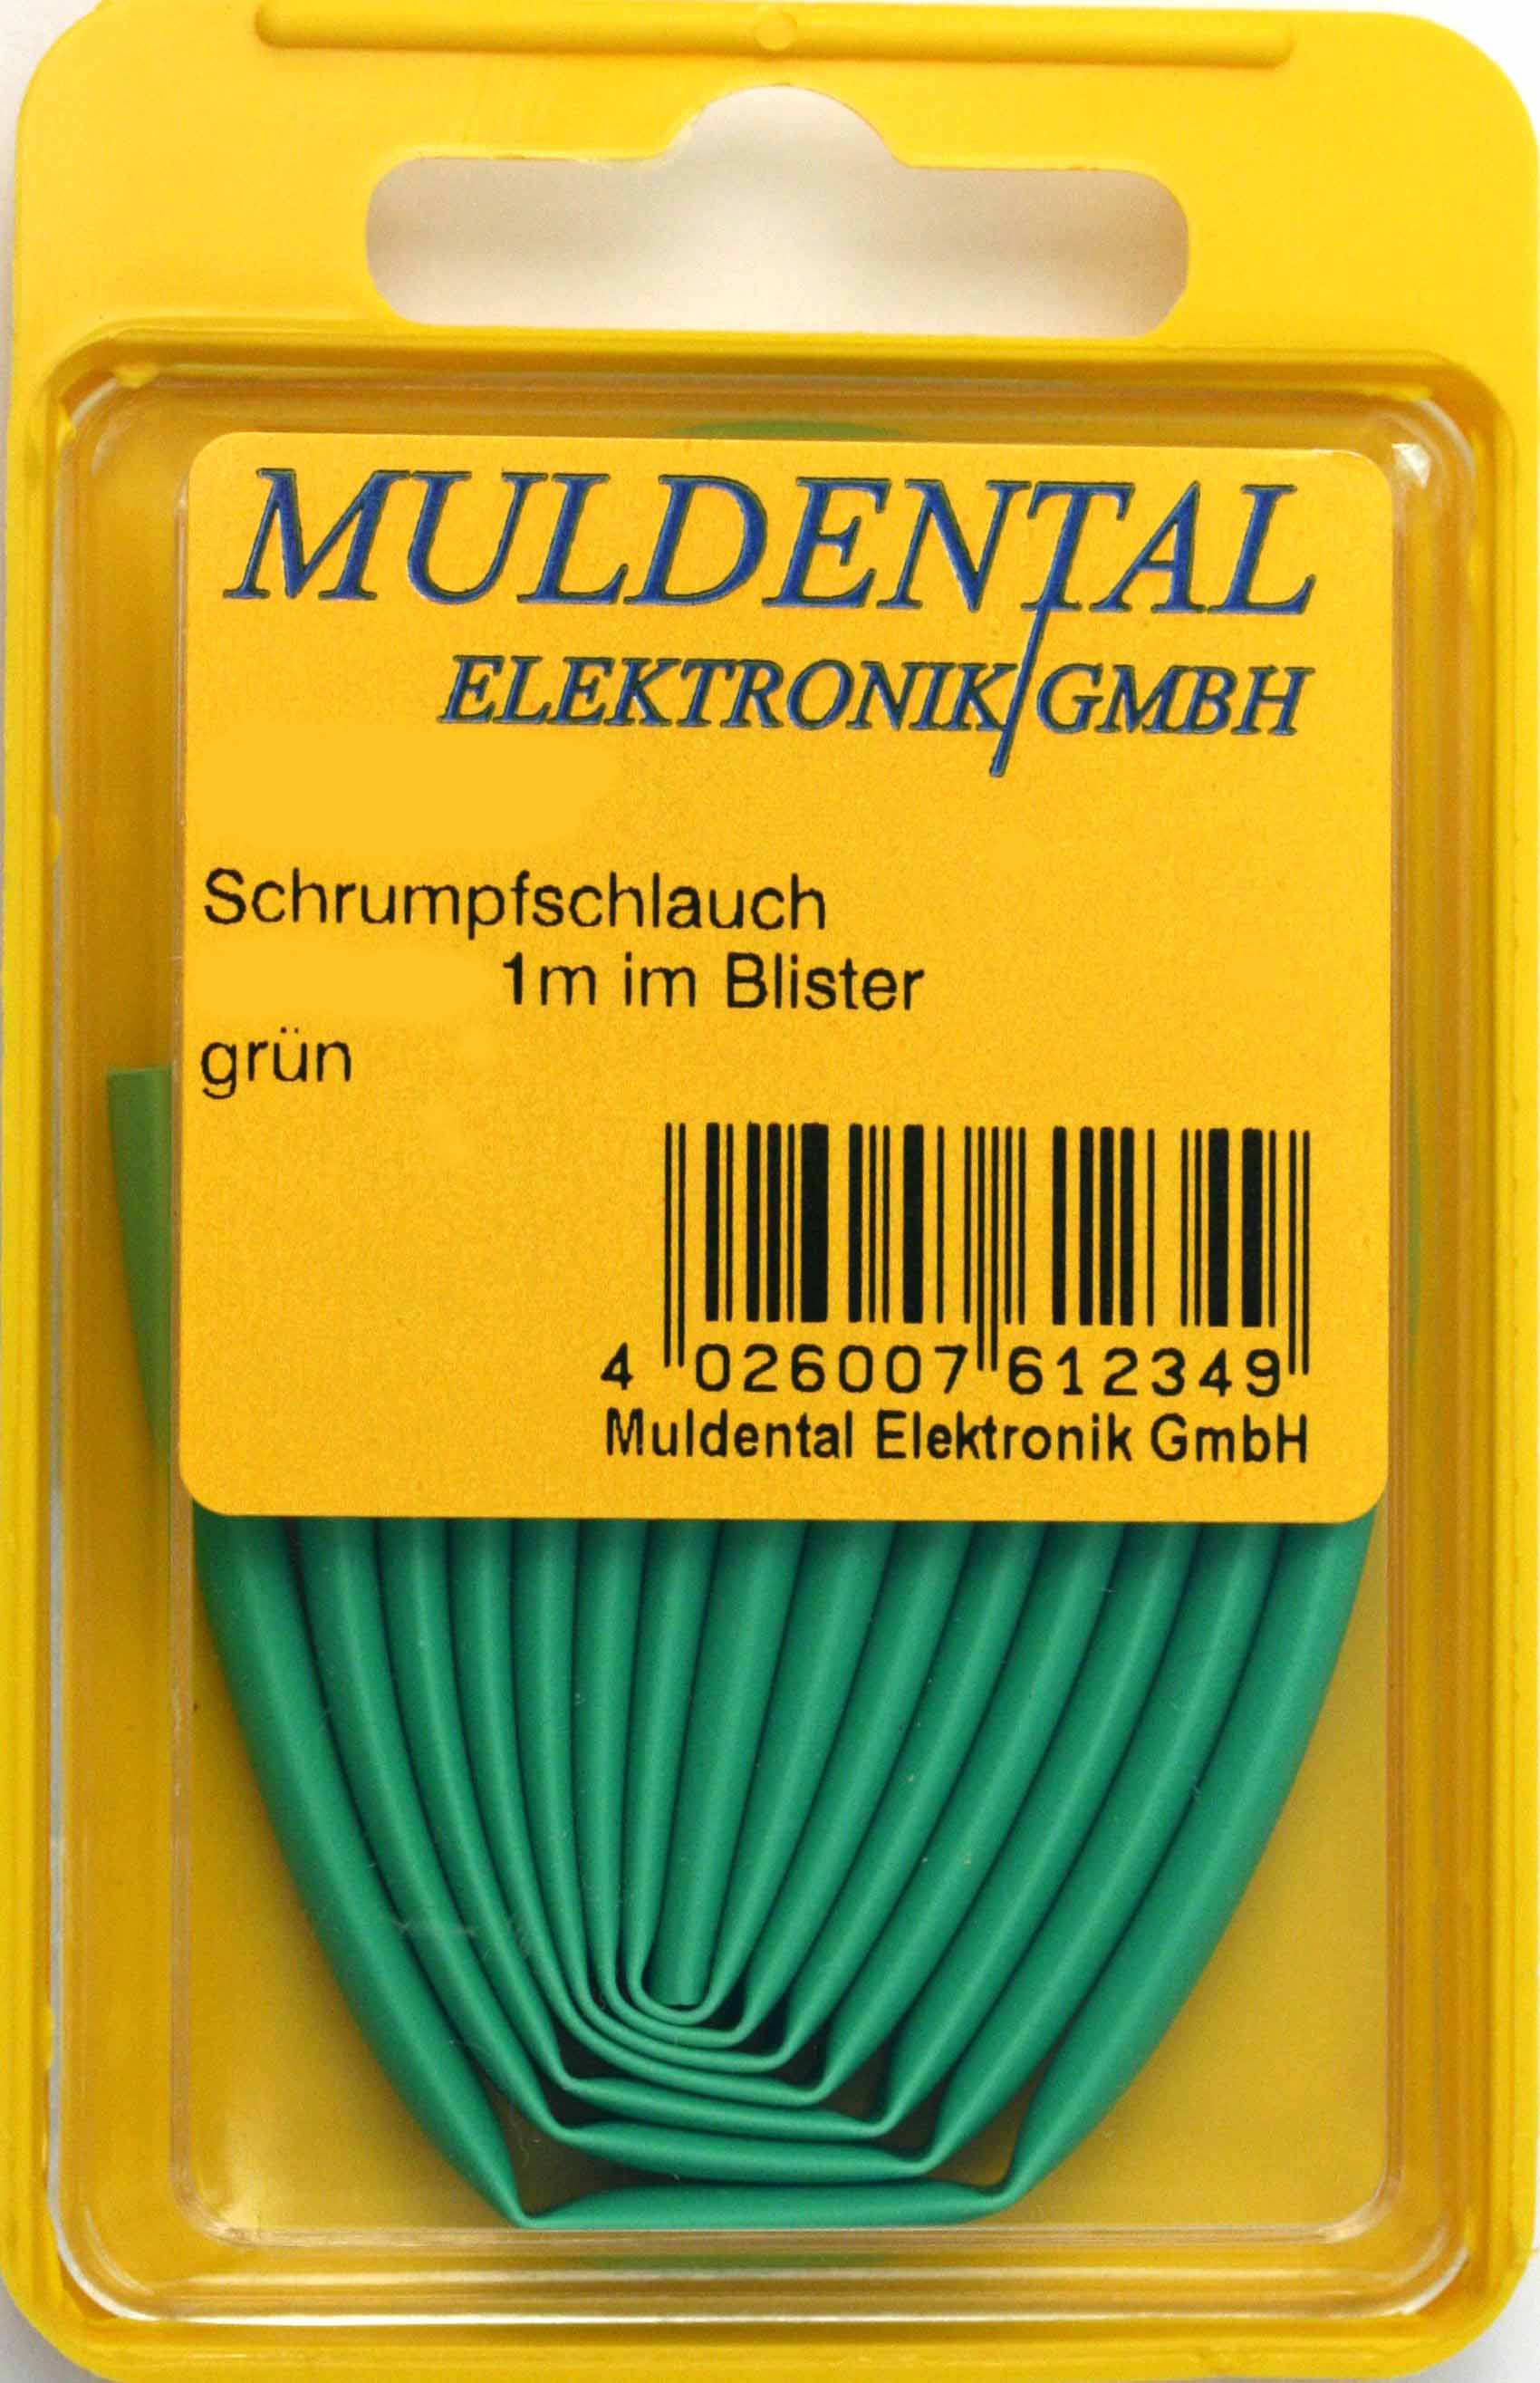 MULDENTAL
ELEKTRONIK GMBH
Schrumpfschlauch
1m im Blister
grün
4 026007 612349
Muldental Elektronik GmbH